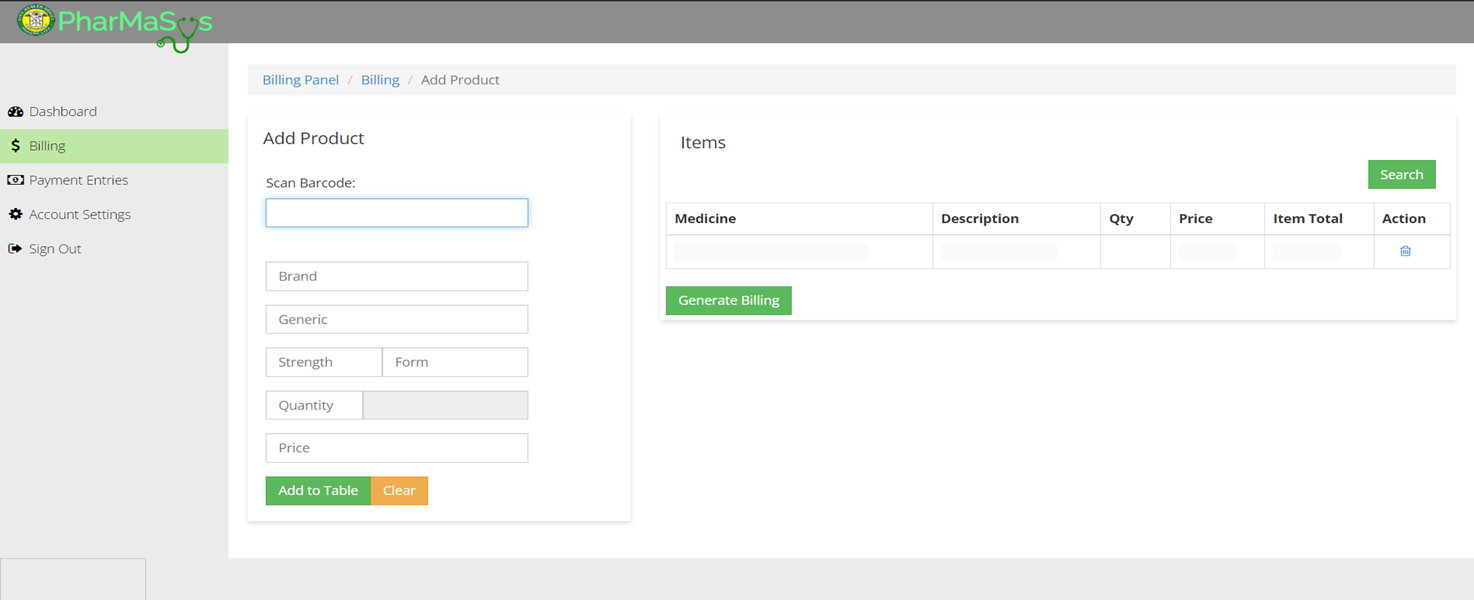 PharMaSys
Billing Panel / Billing / Add Product
Dashboard
Billing
Payment Entries
Account Settings
Sign Out
Add Product
Scan Barcode:
Brand
Generic
Strength Form
Quantity
Price
Add to Table Clear
Items
Search
Medicine Description Qty Price Item Total Action
Generate Billing